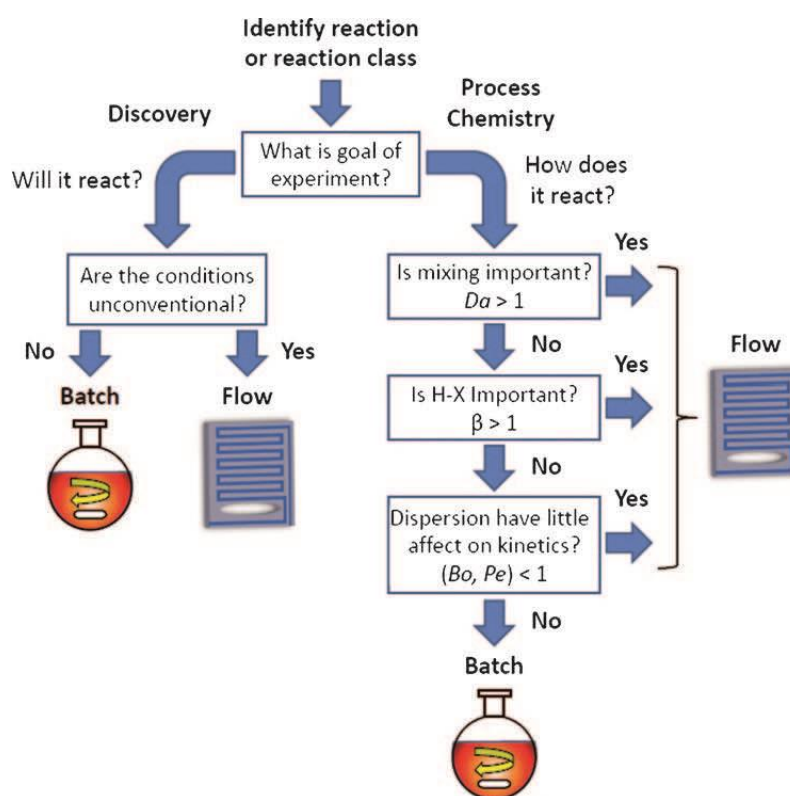 Identify reaction
or reaction class
Discovery
Process
Chemistry
What is goal of
experiment?
Will it react?
How does
it react?
Are the conditions
unconventional?
No
Yes
Batch
Flow
Is mixing important?
Da > 1
Yes
No
Is H-X Important?
β > 1
Yes
No
Dispersion have little
affect on kinetics?
(Bo, Pe) < 1
Yes
No
Batch
Flow